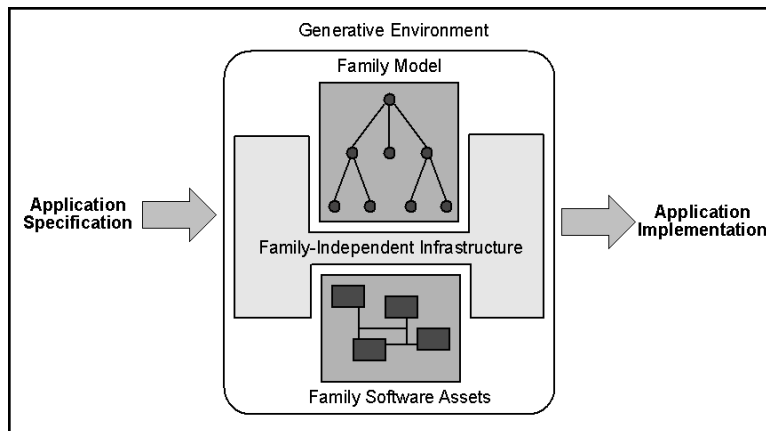 Generative Environment
Family Model
Application
Specification
Family-Independent Infrastructure
Application
Implementation
Family Software Assets